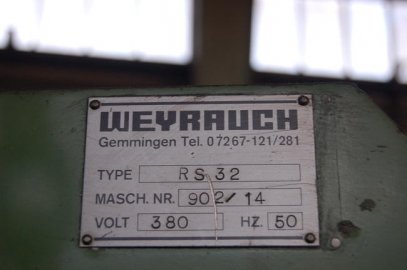 WEYRAUCH
Gemmingen Tel. 07267-121/281
TYPE RS 32
MASCH. NR. 902/14
VOLT 380 HZ. 50